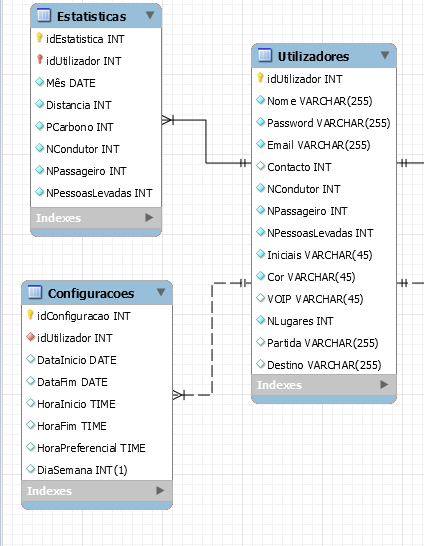 Estatisticas
idEstatistica INT
idUtilizador INT
Mês DATE
Distancia INT
PCarbono INT
NCondutor INT
NPassageiro INT
NPessoasLevadas INT
Indexes
Utilizadores
idUtilizador INT
Nome VARCHAR(255)
Password VARCHAR(255)
Email VARCHAR(255)
Contacto INT
NCondutor INT
NPassageiro INT
NPessoasLevadas INT
Iniciais VARCHAR(45)
Cor VARCHAR(45)
VOIP VARCHAR(45)
NLugares INT
Partida VARCHAR(255)
Destino VARCHAR(255)
Indexes
Configuracoes
idConfiguracao INT
idUtilizador INT
DataInicio DATE
DataFim DATE
HoraInicio TIME
HoraFim TIME
HoraPreferencial TIME
DiaSemana INT(1)
Indexes